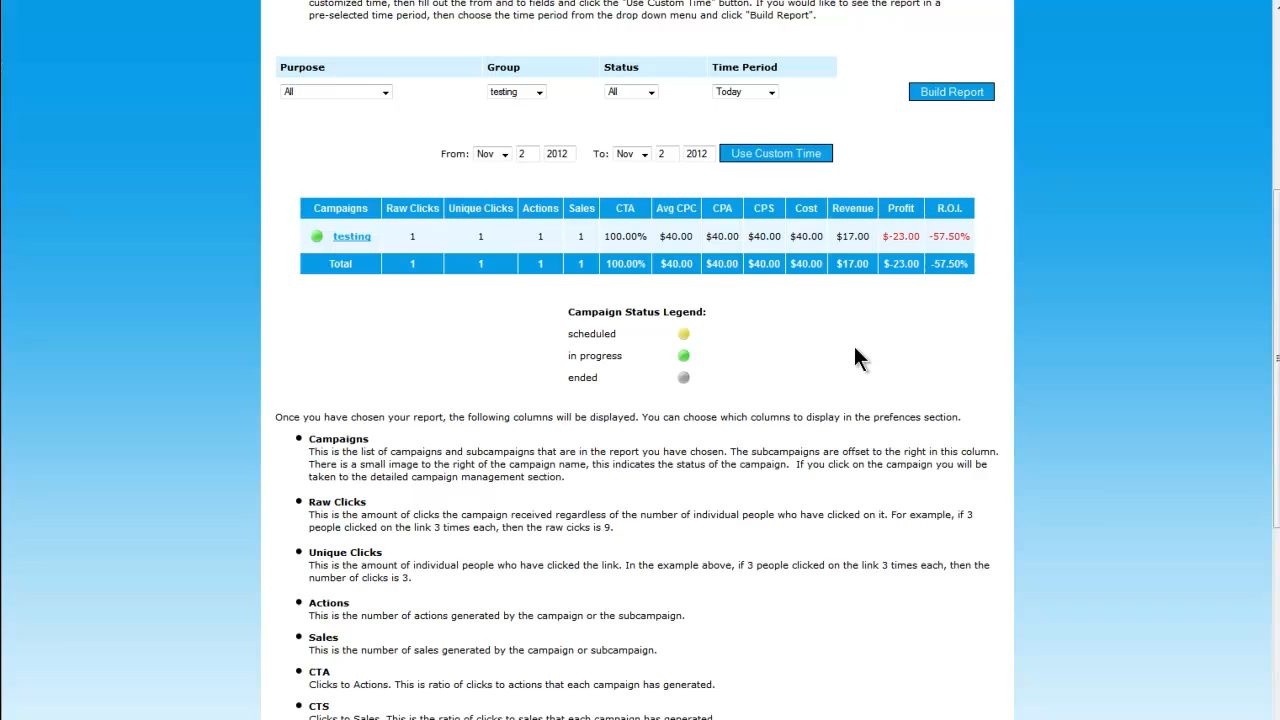 customized time, then fill out the from and to fields and click the "Use Custom Time" button. If you would like to see the report in a
pre-selected time period, then choose the time period from the drop down menu and click "Build Report".
Purpose Group Status Time Period
All testing All Today Build Report
From: Nov 2 2012 To: Nov 2 2012 Use Custom Time
Campaigns Raw Clicks Unique Clicks Actions Sales CTA Avg CPC CPA CPS Cost Revenue Profit R.O.I.
testing 1 1 1 1 100.00% $40.00 $40.00 $40.00 $40.00 $17.00 $-23.00 -57.50%
Total 1 1 1 1 100.00% $40.00 $40.00 $40.00 $40.00 $17.00 $-23.00 -57.50%
Campaign Status Legend:
scheduled
in progress
ended
Once you have chosen your report, the following columns will be displayed. You can choose which columns to display in the prefences section.
Campaigns
This is the list of campaigns and subcampaigns that are in the report you have chosen. The subcampaigns are offset to the right in this column.
There is a small image to the right of the campaign name, this indicates the status of the campaign. If you click on the campaign you will be
taken to the detailed campaign management section.
Raw Clicks
This is the amount of clicks the campaign received regardless of the number of individual people who have clicked on it. For example, if 3
people clicked on the link 3 times each, then the raw cicks is 9.
Unique Clicks
This is the amount of individual people who have clicked the link. In the example above, if 3 people clicked on the link 3 times each, then the
number of clicks is 3.
Actions
This is the number of actions generated by the campaign or the subcampaign.
Sales
This is the number of sales generated by the campaign or subcampaign.
CTA
Clicks to Actions. This is ratio of clicks to actions that each campaign has generated.
CTS
Clicks to Sales. This is the ratio of clicks to sales that each campaign has generated.